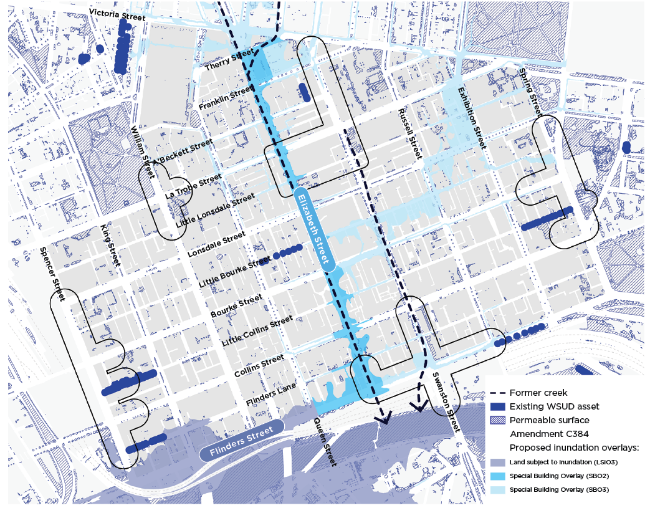 Victoria Street
Therry Street
Franklin Street
A'Beckett Street
La Trobe Street
Little Lonsdale Street
Lonsdale Street
Little Bourke Street
Bourke Street
Little Collins Street
Collins Street
Flinders Lane
Flinders Street
Spencer Street
King Street
William Street
Queen Street
Elizabeth Street
Swanston Street
Russell Street
Exhibition Street
Spring Street
Former creek
Existing WSUD asset
Permeable surface
Amendment C384
Proposed inundation overlays:
Land subject to inundation (LSIO3)
Special Building Overlay (SBO2)
Special Building Overlay (SBO3)